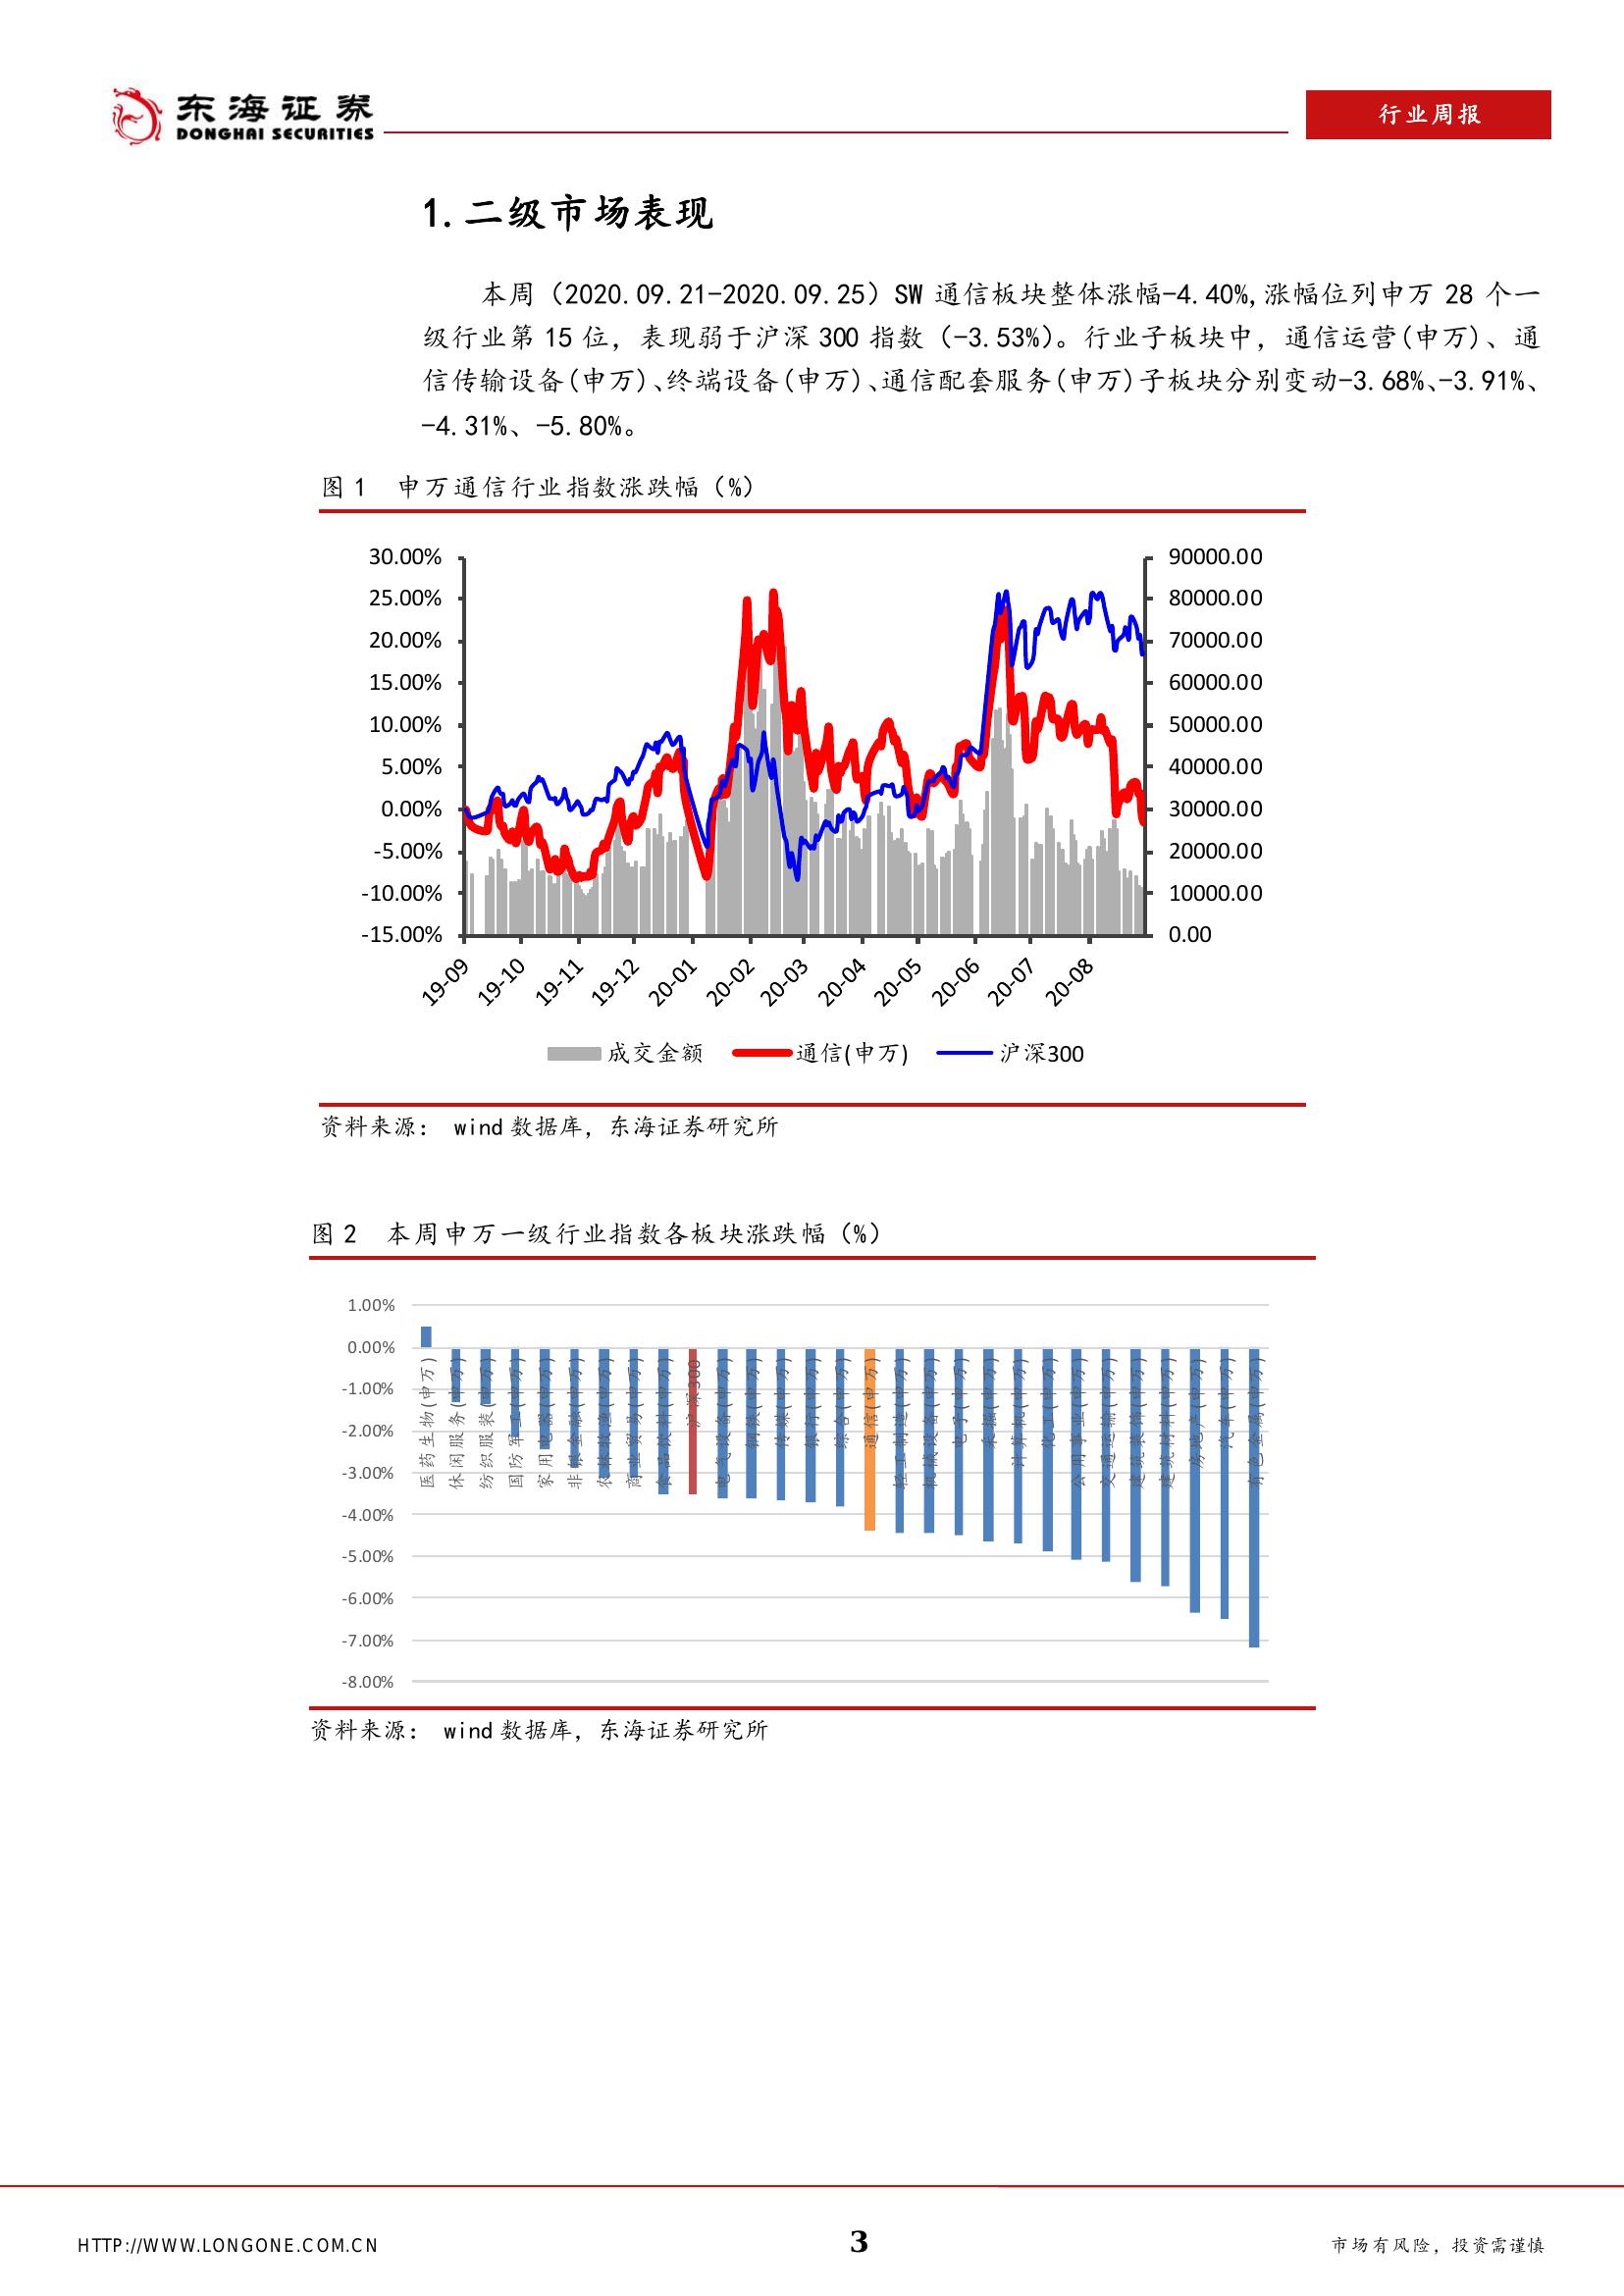 东海证券
DONGHAI SECURITIES
行业周报
1.二级市场表现
本周（2020.09.21-2020.09.25）SW 通信板块整体涨幅-4.40%,涨幅位列申万 28 个一
级行业第 15 位，表现弱于沪深 300 指数（-3.53%）。行业子板块中，通信运营(申万)、通
信传输设备(申万)、终端设备(申万)、通信配套服务(申万)子板块分别变动-3.68%、-3.91%、
-4.31%、-5.80%。
图 1 申万通信行业指数涨跌幅（%）
30.00%
25.00%
20.00%
15.00%
10.00%
5.00%
0.00%
-5.00%
-10.00%
-15.00%
90000.00
80000.00
70000.00
60000.00
50000.00
40000.00
30000.00
20000.00
10000.00
0.00
19-09
19-10
19-11
19-12
20-01
20-02
20-03
20-04
20-05
20-06
20-07
20-08
成交金额 通信(申万) 沪深300
资料来源： wind 数据库，东海证券研究所
图 2 本周申万一级行业指数各板块涨跌幅（%）
1.00%
0.00%
-1.00%
-2.00%
-3.00%
-4.00%
-5.00%
-6.00%
-7.00%
-8.00%
医药生物(申万)
休闲服务(申万)
纺织服装(申万)
国防军工(申万)
家用电器(申万)
非银金融(申万)
农林牧渔(申万)
商业贸易(申万)
食品饮料(申万)
沪深300
电气设备(申万)
钢铁(申万)
传媒(申万)
银行(申万)
综合(申万)
通信(申万)
轻工制造(申万)
机械设备(申万)
电子(申万)
采掘(申万)
计算机(申万)
化工(申万)
公用事业(申万)
交通运输(申万)
建筑装饰(申万)
建筑材料(申万)
房地产(申万)
汽车(申万)
有色金属(申万)
资料来源： wind 数据库，东海证券研究所
HTTP://WWW.LONGONE.COM.CN
3
市场有风险，投资需谨慎